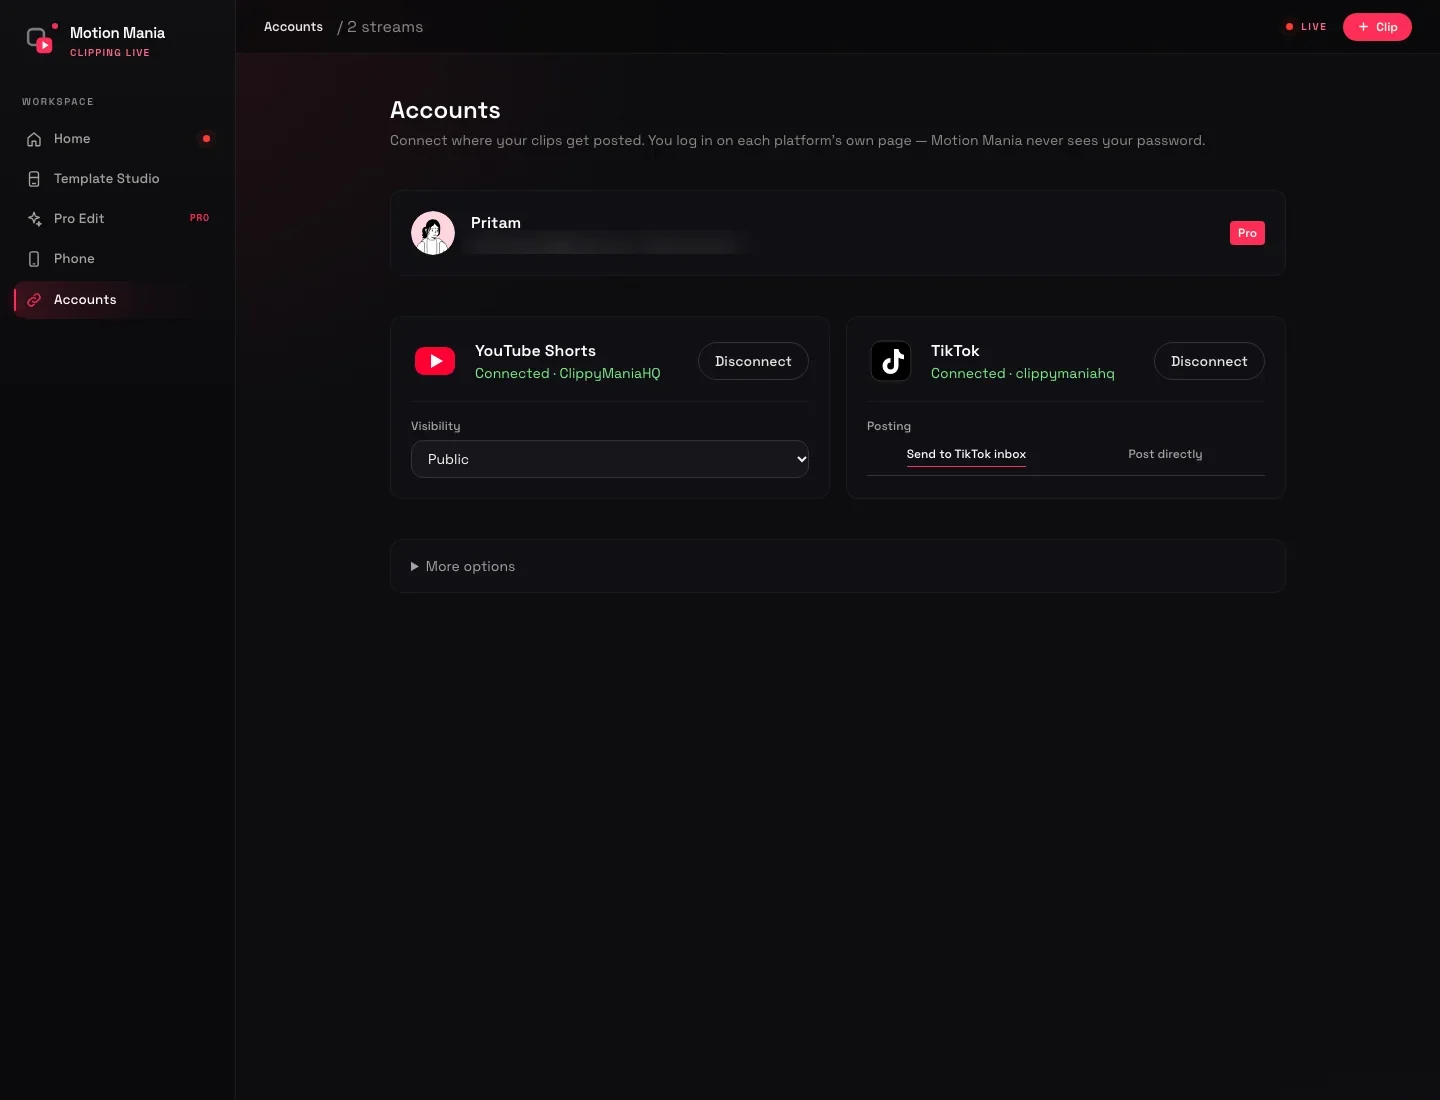 Motion Mania
CLIPPING LIVE
WORKSPACE
Home
Template Studio
Pro Edit PRO
Phone
Accounts
Accounts / 2 streams
LIVE
+ Clip
Accounts
Connect where your clips get posted. You log in on each platform's own page — Motion Mania never sees your password.
Pritam
Pro
YouTube Shorts
Connected · ClippyManiaHQ
Disconnect
Visibility
Public
TikTok
Connected · clippymaniahq
Disconnect
Posting
Send to TikTok inbox
Post directly
More options